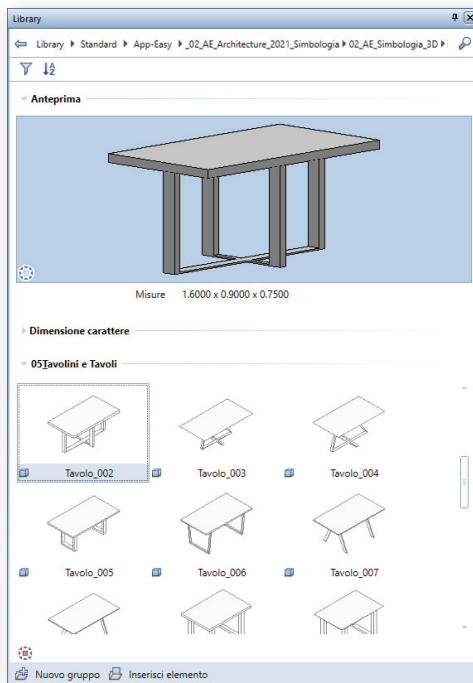 Library
Library Standard App-Easy _02_AE_Architecture_2021_Simbologia 02_AE_Simbologia_3D
Anteprima
Misure 1.6000 x 0.9000 x 0.7500
Dimensione carattere
05Tavolini e Tavoli
Tavolo_002 Tavolo_003 Tavolo_004
Tavolo_005 Tavolo_006 Tavolo_007
Nuovo gruppo Inserisci elemento